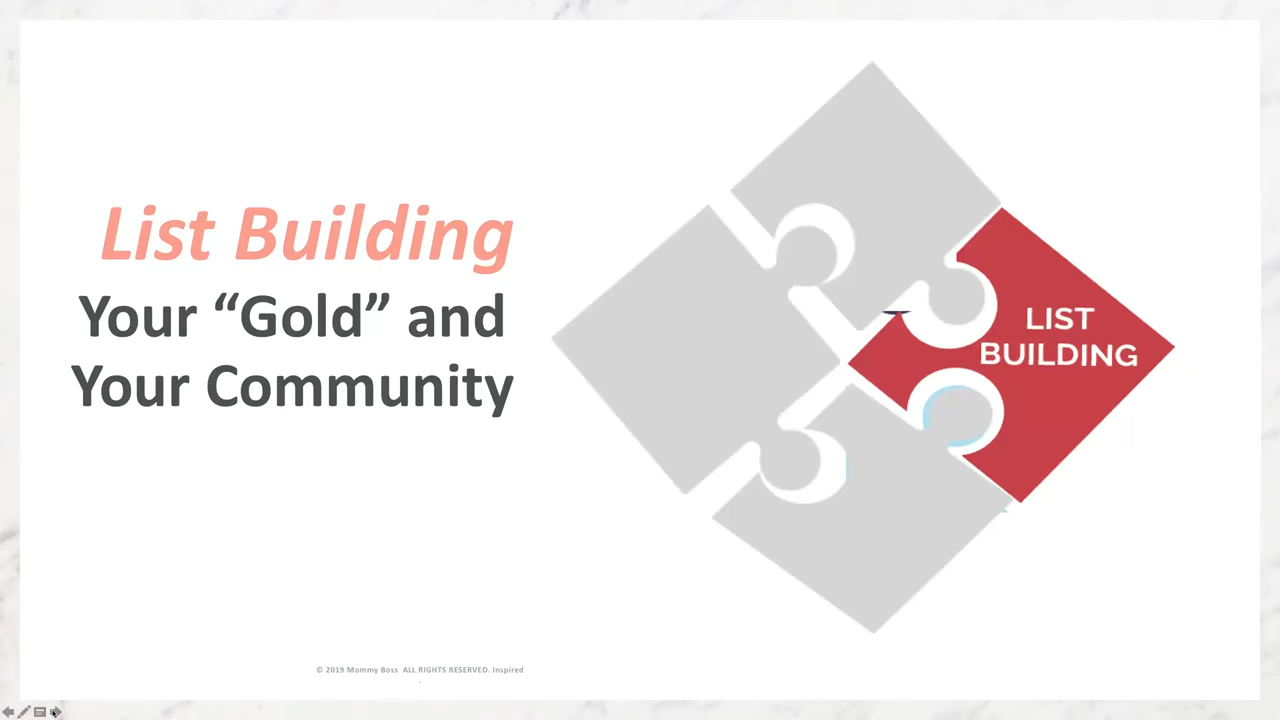 List Building
Your “Gold” and
Your Community
LIST
BUILDING
© 2019 Mommy Boss ALL RIGHTS RESERVED. Inspired
.